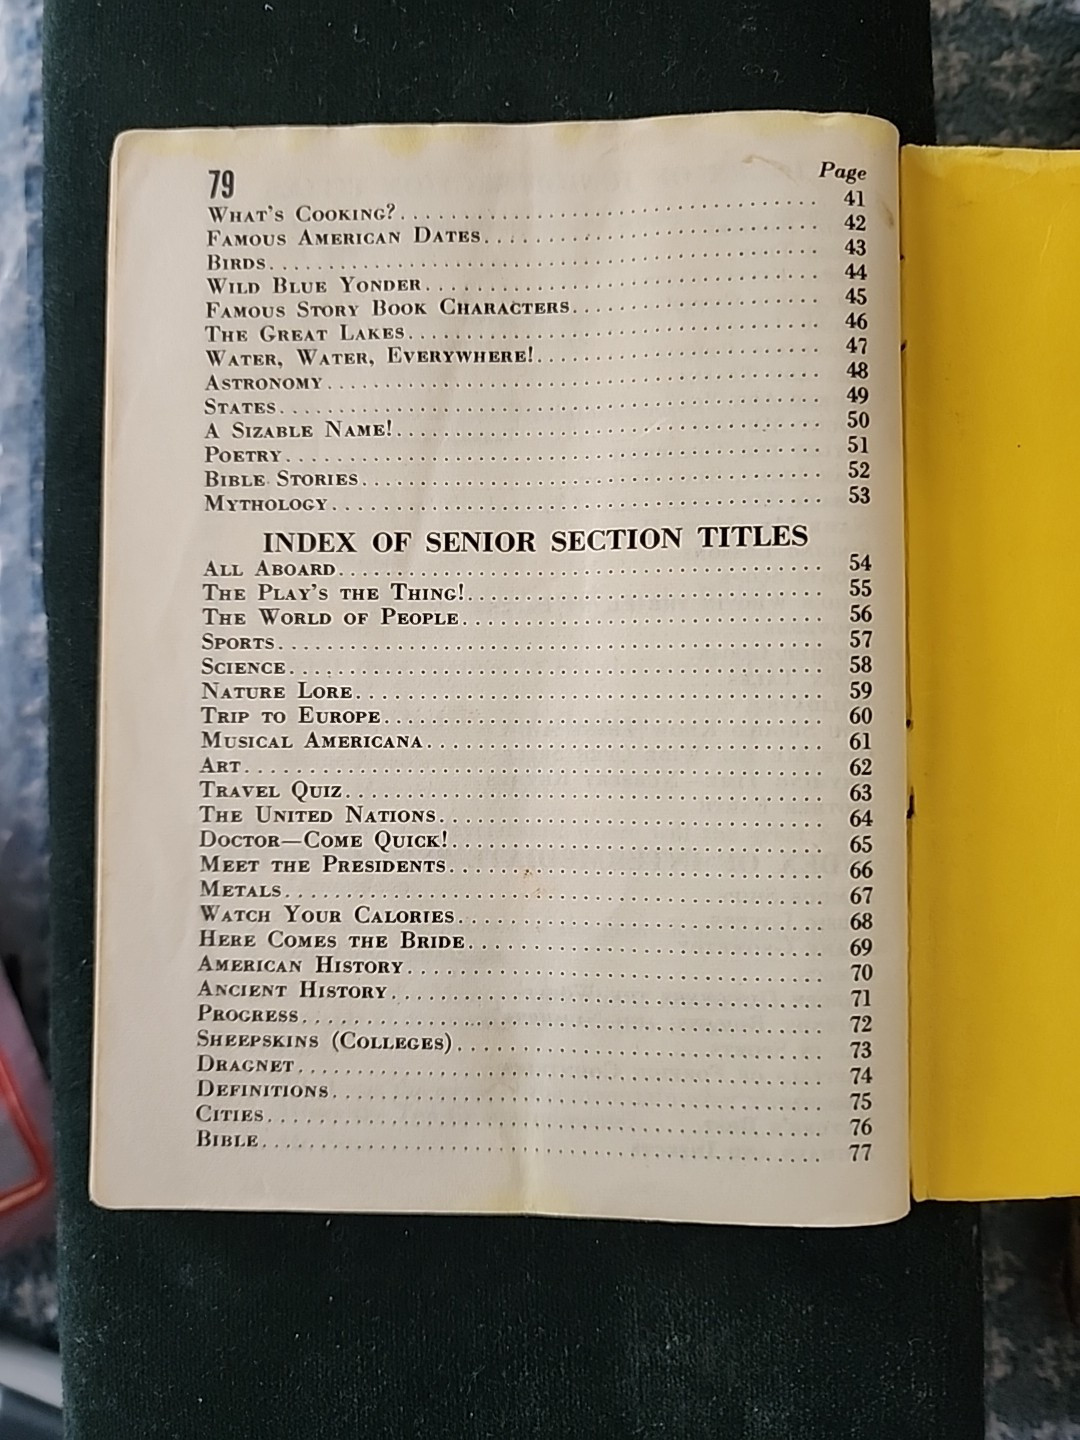 79
Page
What's Cooking? 41
Famous American Dates 42
Birds 43
Wild Blue Yonder 44
Famous Story Book Characters 45
The Great Lakes 46
Water, Water, Everywhere! 47
Astronomy 48
States 49
A Sizable Name! 50
Poetry 51
Bible Stories 52
Mythology 53
INDEX OF SENIOR SECTION TITLES
All Aboard 54
The Play's the Thing! 55
The World of People 56
Sports 57
Science 58
Nature Lore 59
Trip to Europe 60
Musical Americana 61
Art 62
Travel Quiz 63
The United Nations 64
Doctor—Come Quick! 65
Meet the Presidents 66
Metals 67
Watch Your Calories 68
Here Comes the Bride 69
American History 70
Ancient History 71
Progress 72
Sheepskins (Colleges) 73
Dragnet 74
Definitions 75
Cities 76
Bible 77